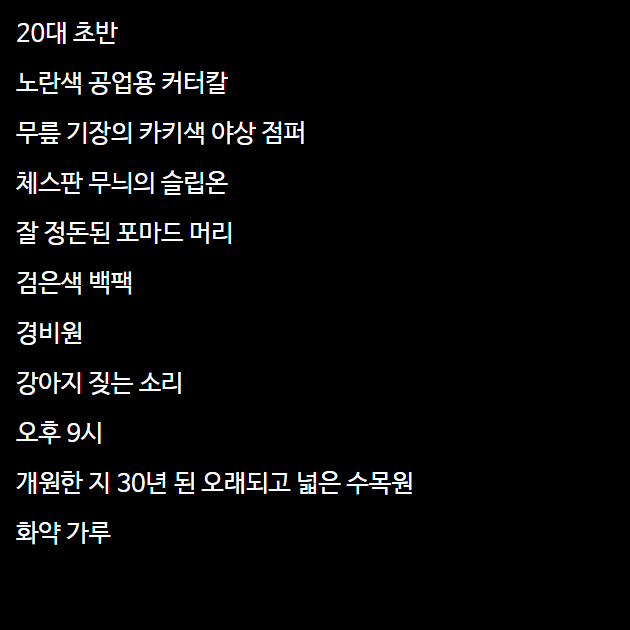 20대 초반
노란색 공업용 커터칼
무릎 기장의 카키색 야상 점퍼
체스판 무늬의 슬립온
잘 정돈된 포마드 머리
검은색 백팩
경비원
강아지 짖는 소리
오후 9시
개원한 지 30년 된 오래되고 넓은 수목원
화약 가루